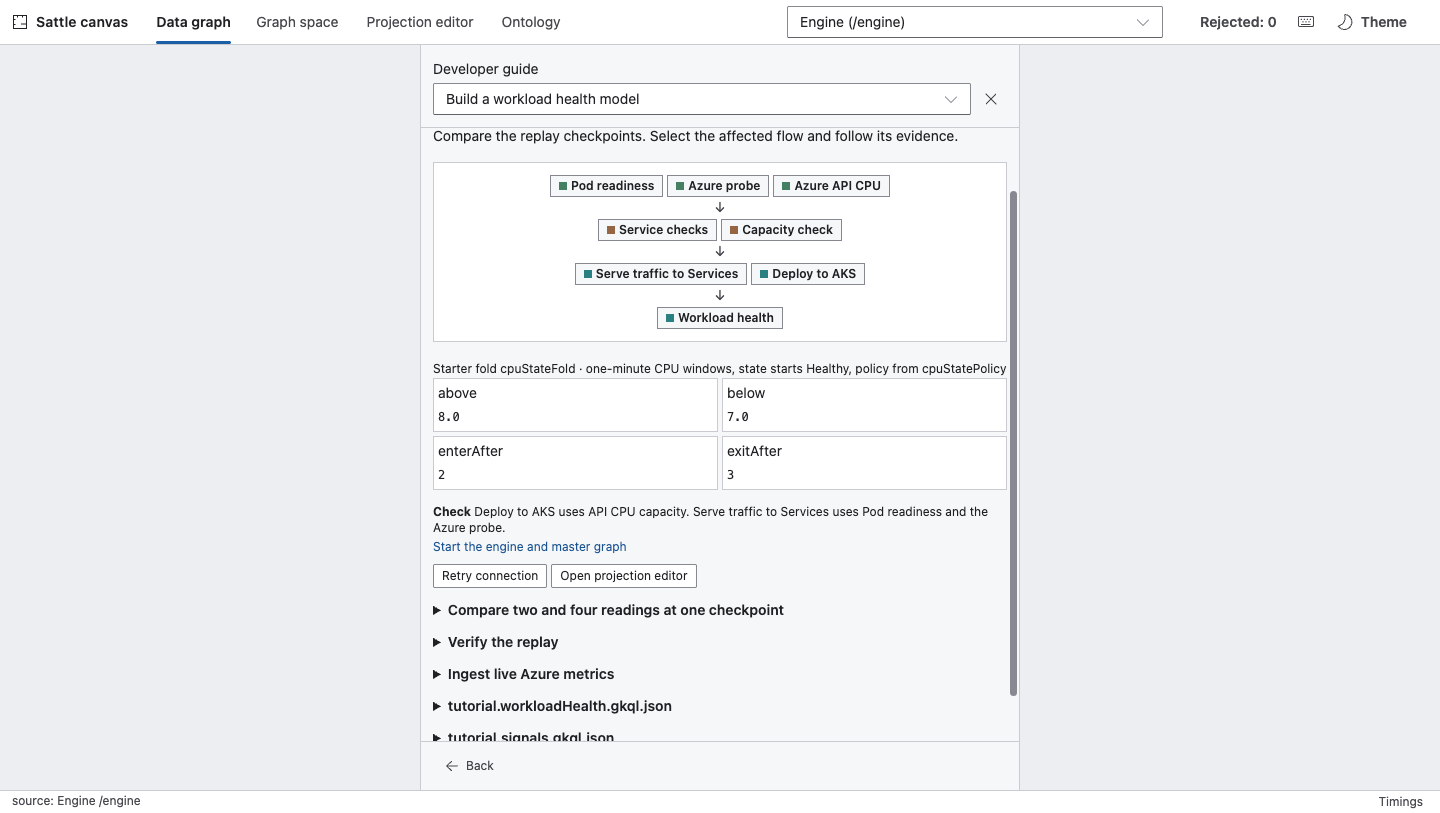 Sattle canvas
Data graph
Graph space
Projection editor
Ontology
Engine (/engine)
Rejected: 0
Theme
Developer guide
Build a workload health model
Compare the replay checkpoints. Select the affected flow and follow its evidence.
Pod readiness
Azure probe
Azure API CPU
Service checks
Capacity check
Serve traffic to Services
Deploy to AKS
Workload health
Starter fold cpuStateFold · one-minute CPU windows, state starts Healthy, policy from cpuStatePolicy
above
8.0
below
7.0
enterAfter
2
exitAfter
3
Check Deploy to AKS uses API CPU capacity. Serve traffic to Services uses Pod readiness and the
Azure probe.
Start the engine and master graph
Retry connection
Open projection editor
Compare two and four readings at one checkpoint
Verify the replay
Ingest live Azure metrics
tutorial.workloadHealth.gkql.json
tutorial.signals.gkql.json
Back
source: Engine /engine
Timings